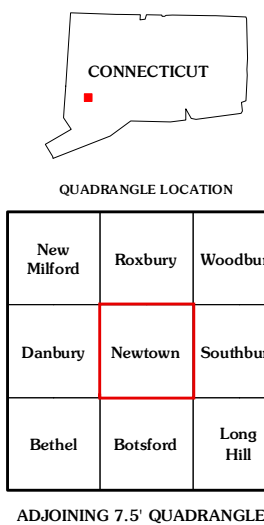 CONNECTICUT
QUADRANGLE LOCATION
New
Milford
Roxbury
Woodbur
Danbury
Newtown
Southbur
Bethel
Botsford
Long
Hill
ADJOINING 7.5' QUADRANGLE